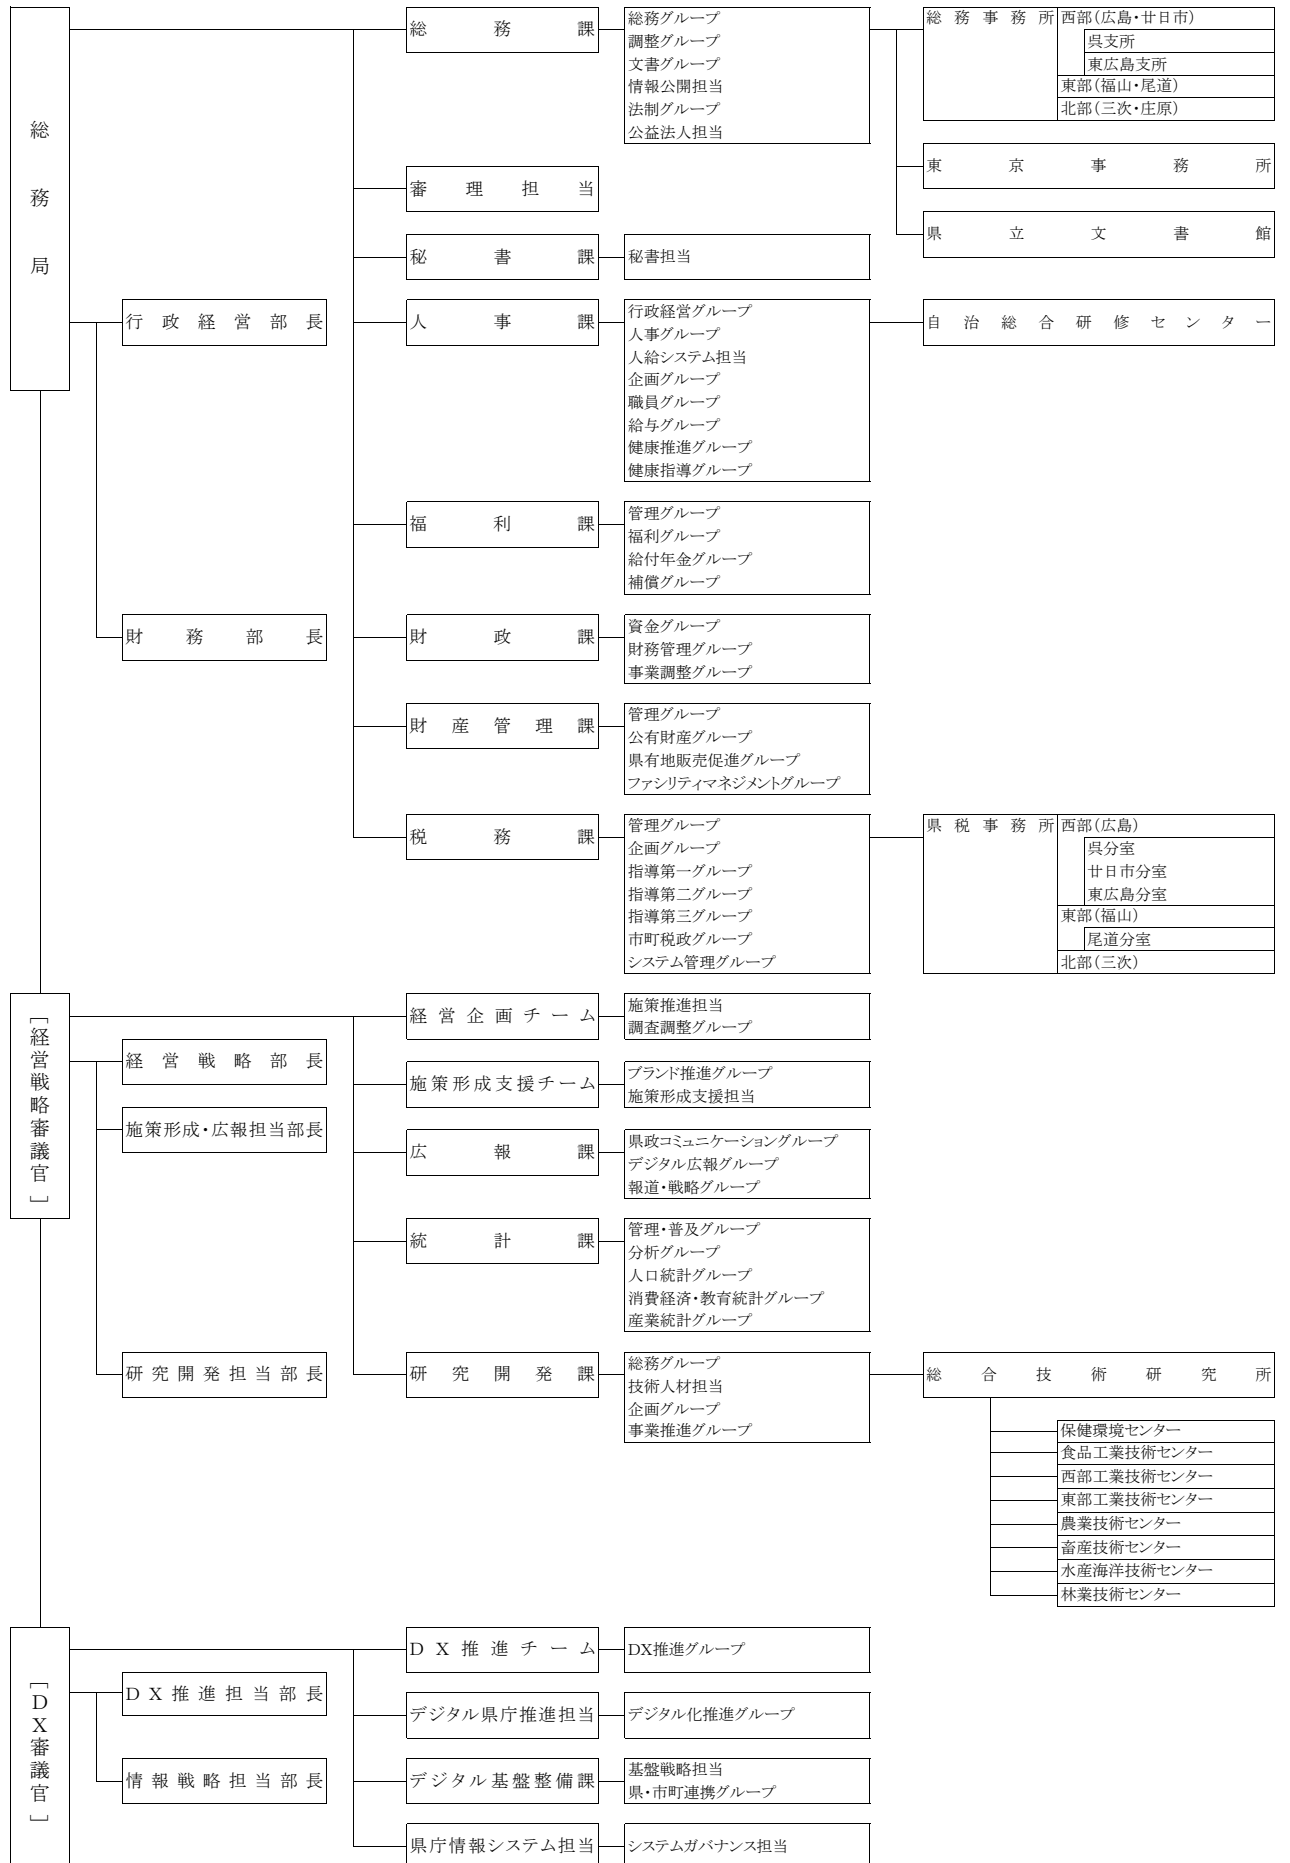 総務局
行政経営部長
財務部長
総務課
総務グループ
調整グループ
文書グループ
情報公開担当
法制グループ
公益法人担当
総務事務所
西部(広島・廿日市)
呉支所
東広島支所
東部(福山・尾道)
北部(三次・庄原)
東京事務所
県立文書館
審理担当
秘書課
秘書担当
人事課
行政経営グループ
人事グループ
人給システム担当
企画グループ
職員グループ
給与グループ
健康推進グループ
健康指導グループ
自治総合研修センター
福利課
管理グループ
福利グループ
給付年金グループ
補償グループ
財政課
資金グループ
財務管理グループ
事業調整グループ
財産管理課
管理グループ
公有財産グループ
県有地販売促進グループ
ファシリティマネジメントグループ
税務課
管理グループ
企画グループ
指導第一グループ
指導第二グループ
指導第三グループ
市町税政グループ
システム管理グループ
県税事務所
西部(広島)
呉分室
廿日市分室
東広島分室
東部(福山)
尾道分室
北部(三次)
[経営戦略審議官]
経営戦略部長
施策形成・広報担当部長
研究開発担当部長
経営企画チーム
施策推進担当
調査調整グループ
施策形成支援チーム
ブランド推進グループ
施策形成支援担当
広報課
県政コミュニケーショングループ
デジタル広報グループ
報道・戦略グループ
統計課
管理・普及グループ
分析グループ
人口統計グループ
消費経済・教育統計グループ
産業統計グループ
研究開発課
総務グループ
技術人材担当
企画グループ
事業推進グループ
総合技術研究所
保健環境センター
食品工業技術センター
西部工業技術センター
東部工業技術センター
農業技術センター
畜産技術センター
水産海洋技術センター
林業技術センター
[DX審議官]
DX推進担当部長
情報戦略担当部長
DX推進チーム
DX推進グループ
デジタル県庁推進担当
デジタル化推進グループ
デジタル基盤整備課
基盤戦略担当
県・市町連携グループ
県庁情報システム担当
システムガバナンス担当